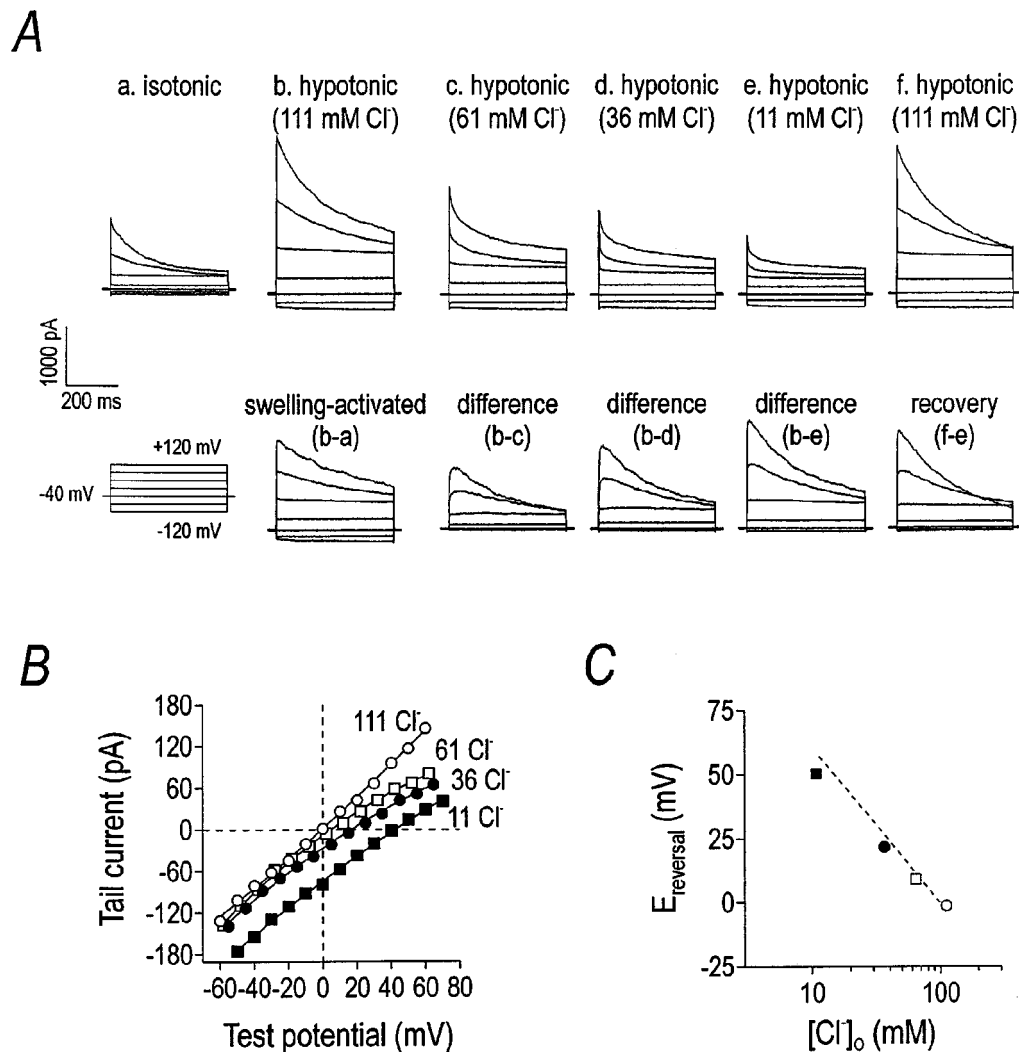 A
a. isotonic
b. hypotonic
(111 mM Cl⁻)
c. hypotonic
(61 mM Cl⁻)
d. hypotonic
(36 mM Cl⁻)
e. hypotonic
(11 mM Cl⁻)
f. hypotonic
(111 mM Cl⁻)
1000 pA
200 ms
swelling-activated
(b-a)
difference
(b-c)
difference
(b-d)
difference
(b-e)
recovery
(f-e)
+120 mV
-40 mV
-120 mV
B
Tail current (pA)
180
120
60
0
-60
-120
-180
111 Cl⁻
61 Cl⁻
36 Cl⁻
11 Cl⁻
-60 -40 -20 0 20 40 60 80
Test potential (mV)
C
E reversal (mV)
75
50
25
0
-25
10 100
[Cl⁻]o (mM)